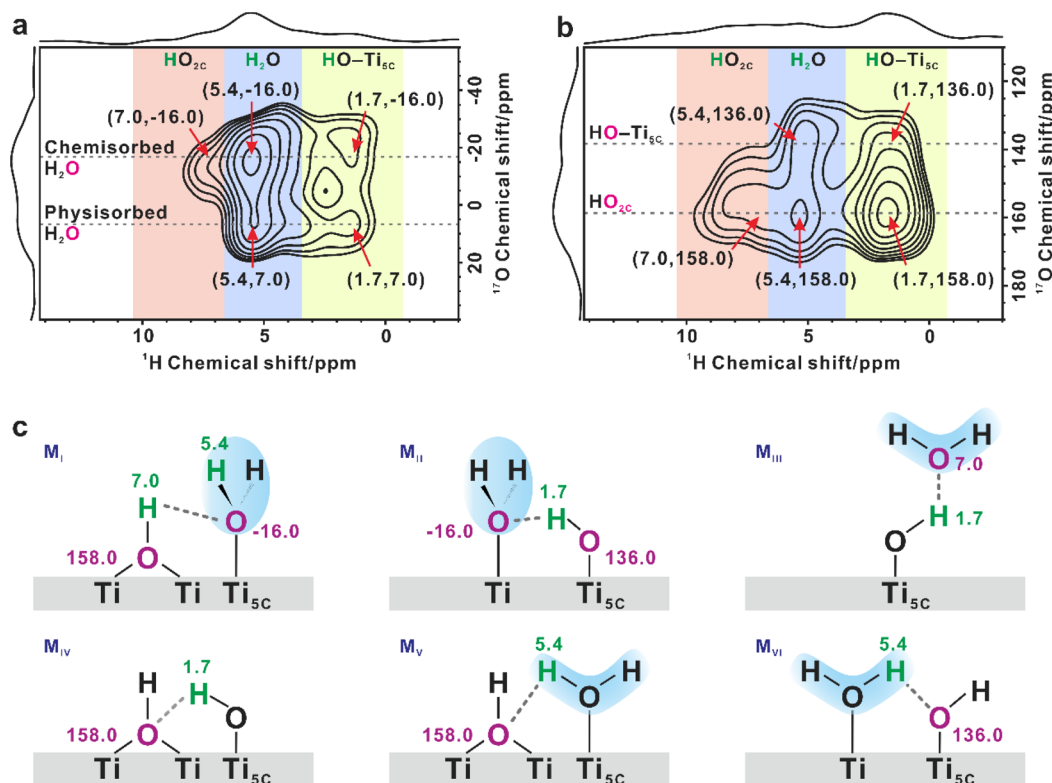 a
HO2C H2O HO–Ti5C
(5.4,-16.0)
(7.0,-16.0)
(1.7,-16.0)
Chemisorbed
H2O
Physisorbed
H2O
(5.4,7.0)
(1.7,7.0)
-40
-20
0
20
17O Chemical shift/ppm
10 5 0
1H Chemical shift/ppm
b
HO2C H2O HO–Ti5C
(5.4,136.0)
(1.7,136.0)
HO–Ti5C
HO2C
(7.0,158.0)
(5.4,158.0)
(1.7,158.0)
120
140
160
180
17O Chemical shift/ppm
10 5 0
1H Chemical shift/ppm
c
MI
5.4
H H
7.0
H
O
-16.0
158.0
O
Ti Ti Ti5C
MII
H H
1.7
H
O
-16.0
O
136.0
Ti Ti5C
MIII
H H
O
7.0
H
1.7
O
Ti5C
MIV
H
1.7
H
158.0
O
O
Ti Ti Ti5C
MV
5.4
H H
H
O
158.0
O
Ti Ti Ti5C
MVI
5.4
H H
O
H
O
136.0
Ti Ti5C